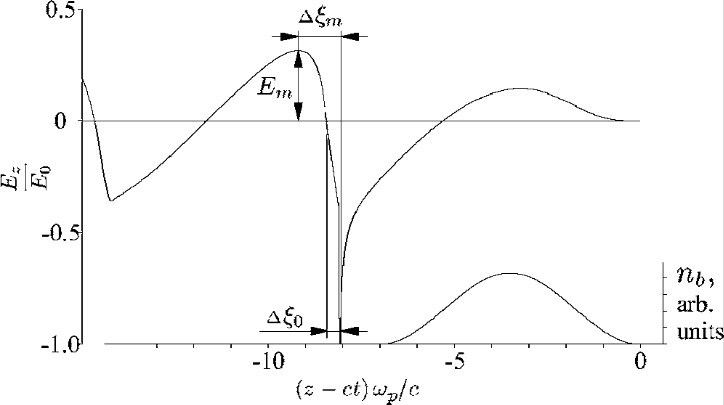 0.5
Δξm
Em
0
Ez/E0
-0.5
nb,
arb.
units
Δξ0
-1.0
-10
-5
0
(z − ct) ωp/c